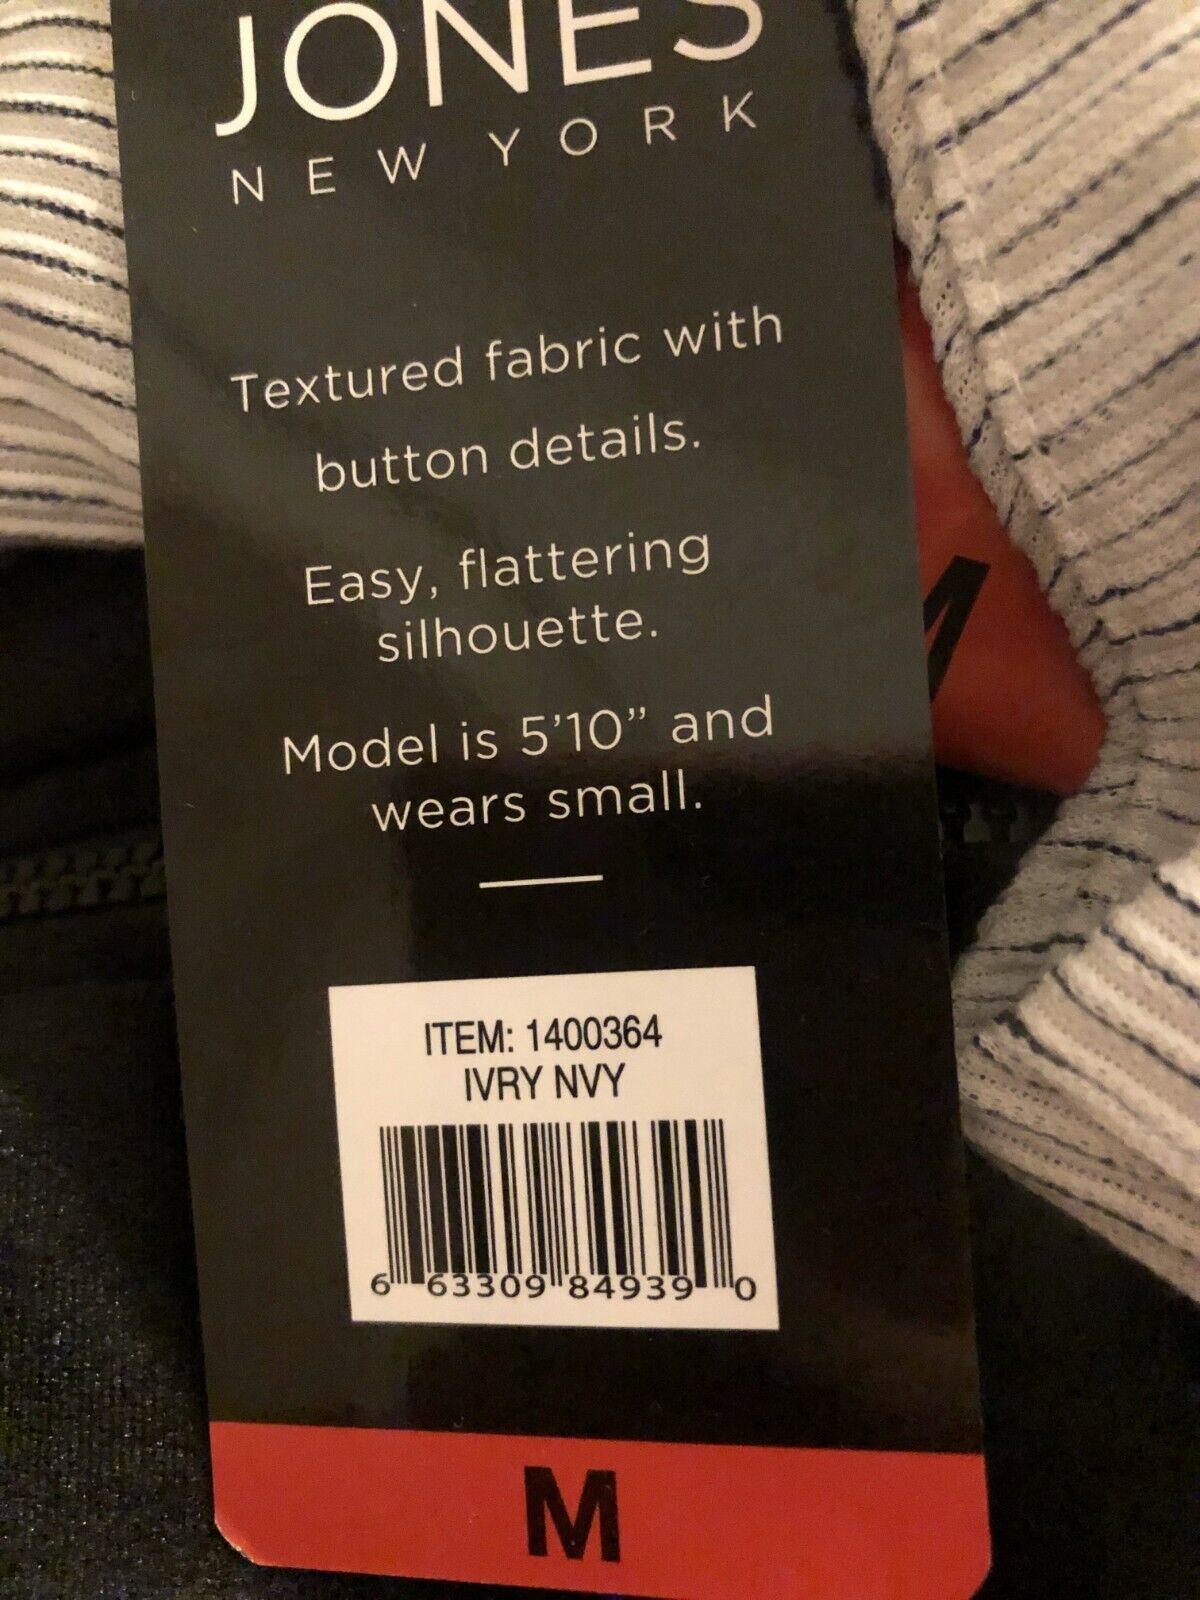 JONES
NEW YORK
Textured fabric with
button details.
Easy, flattering
silhouette.
Model is 5'10” and
wears small.
ITEM: 1400364
IVRY NVY
6 63309 84939 0
M
M